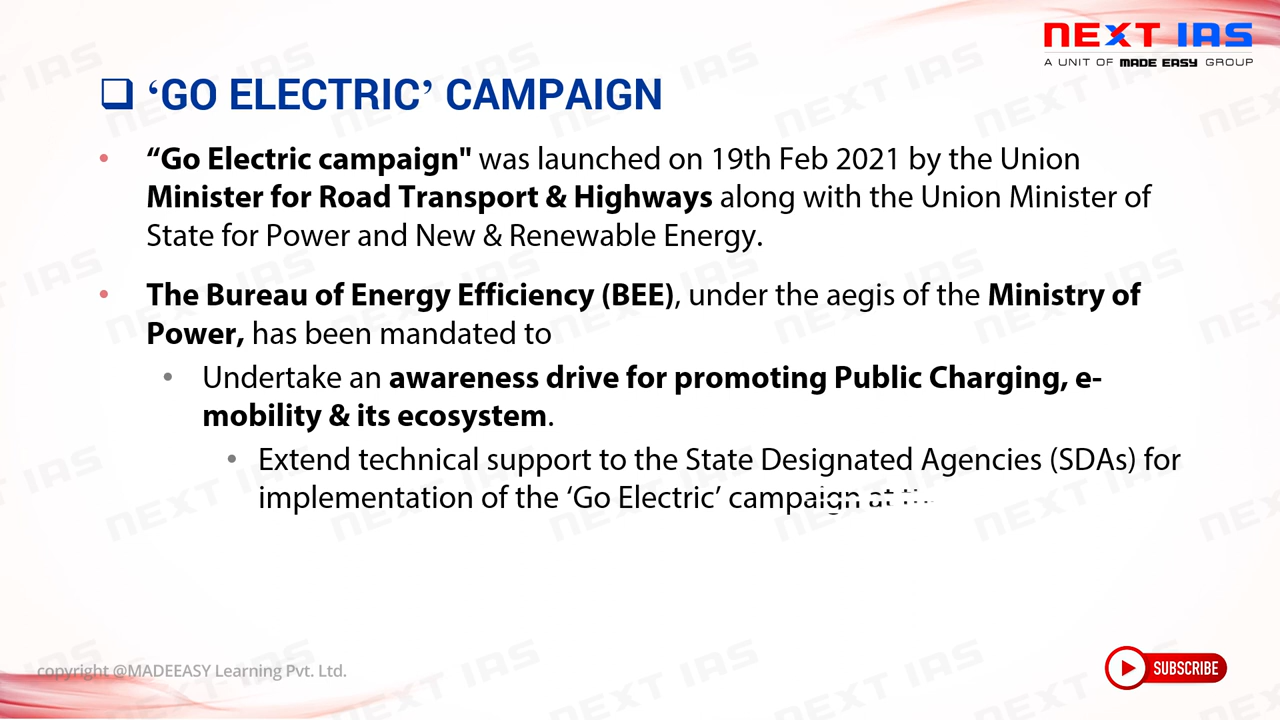 NEXT IAS
A UNIT OF MADE EASY GROUP
❑ ‘GO ELECTRIC’ CAMPAIGN
• “Go Electric campaign" was launched on 19th Feb 2021 by the Union
Minister for Road Transport & Highways along with the Union Minister of
State for Power and New & Renewable Energy.
• The Bureau of Energy Efficiency (BEE), under the aegis of the Ministry of
Power, has been mandated to
• Undertake an awareness drive for promoting Public Charging, e-
mobility & its ecosystem.
• Extend technical support to the State Designated Agencies (SDAs) for
implementation of the ‘Go Electric’ campaign at
copyright @MADEEASY Learning Pvt. Ltd.
SUBSCRIBE